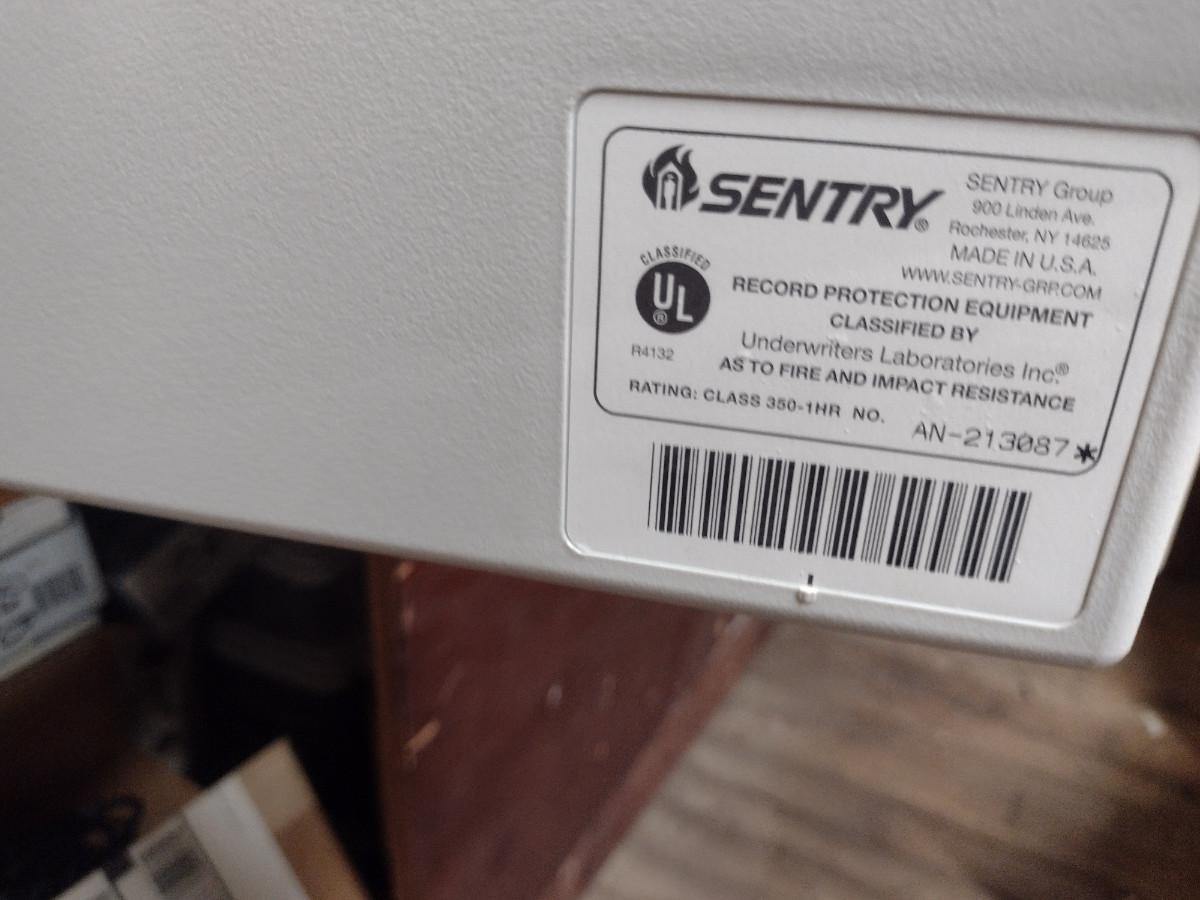 SENTRY®
SENTRY Group
900 Linden Ave.
Rochester, NY 14625
MADE IN U.S.A.
WWW.SENTRY-GRP.COM
CLASSIFIED
UL®
R4132
RECORD PROTECTION EQUIPMENT
CLASSIFIED BY
Underwriters Laboratories Inc.®
AS TO FIRE AND IMPACT RESISTANCE
RATING: CLASS 350-1HR NO. AN-213087*